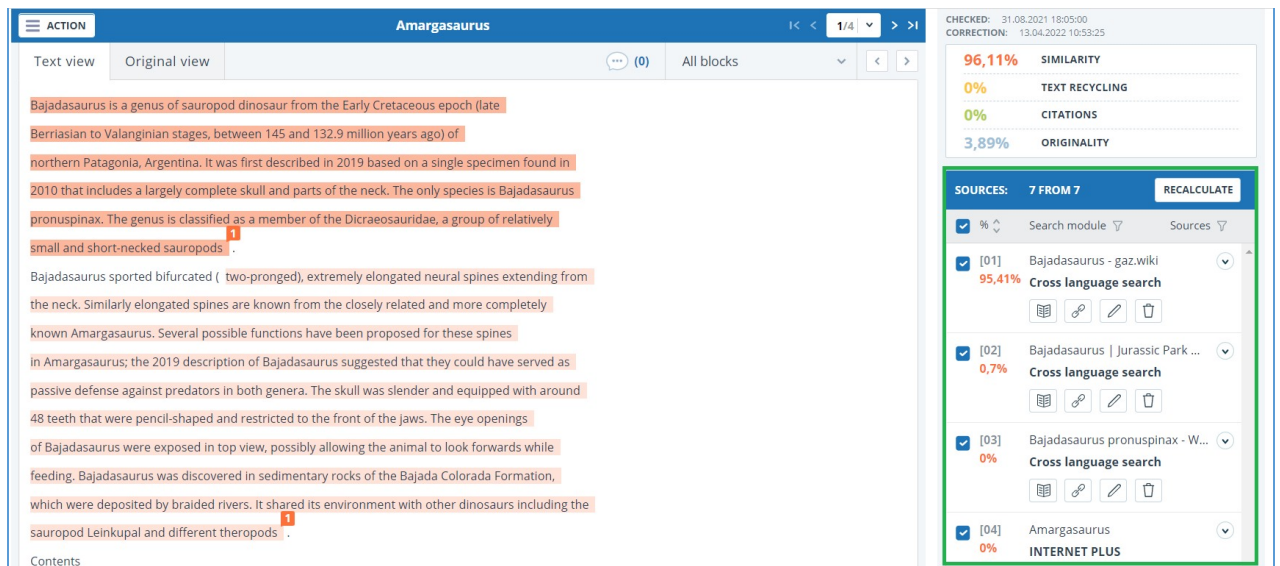 ACTION
Amargasaurus
1/4
Text view
Original view
(0)
All blocks
Bajadasaurus is a genus of sauropod dinosaur from the Early Cretaceous epoch (late
Berriasian to Valanginian stages, between 145 and 132.9 million years ago) of
northern Patagonia, Argentina. It was first described in 2019 based on a single specimen found in
2010 that includes a largely complete skull and parts of the neck. The only species is Bajadasaurus
pronuspinax. The genus is classified as a member of the Dicraeosauridae, a group of relatively
1
small and short-necked sauropods .
Bajadasaurus sported bifurcated ( two-pronged), extremely elongated neural spines extending from
the neck. Similarly elongated spines are known from the closely related and more completely
known Amargasaurus. Several possible functions have been proposed for these spines
in Amargasaurus; the 2019 description of Bajadasaurus suggested that they could have served as
passive defense against predators in both genera. The skull was slender and equipped with around
48 teeth that were pencil-shaped and restricted to the front of the jaws. The eye openings
of Bajadasaurus were exposed in top view, possibly allowing the animal to look forwards while
feeding. Bajadasaurus was discovered in sedimentary rocks of the Bajada Colorada Formation,
which were deposited by braided rivers. It shared its environment with other dinosaurs including the
1
sauropod Leinkupal and different theropods .
Contents
CHECKED: 31.08.2021 18:05:00
CORRECTION: 13.04.2022 10:53:25
96,11% SIMILARITY
0% TEXT RECYCLING
0% CITATIONS
3,89% ORIGINALITY
SOURCES: 7 FROM 7 RECALCULATE
% Search module Sources
[01] Bajadasaurus - gaz.wiki
95,41% Cross language search
[02] Bajadasaurus | Jurassic Park ...
0,7% Cross language search
[03] Bajadasaurus pronuspinax - W...
0% Cross language search
[04] Amargasaurus
0% INTERNET PLUS